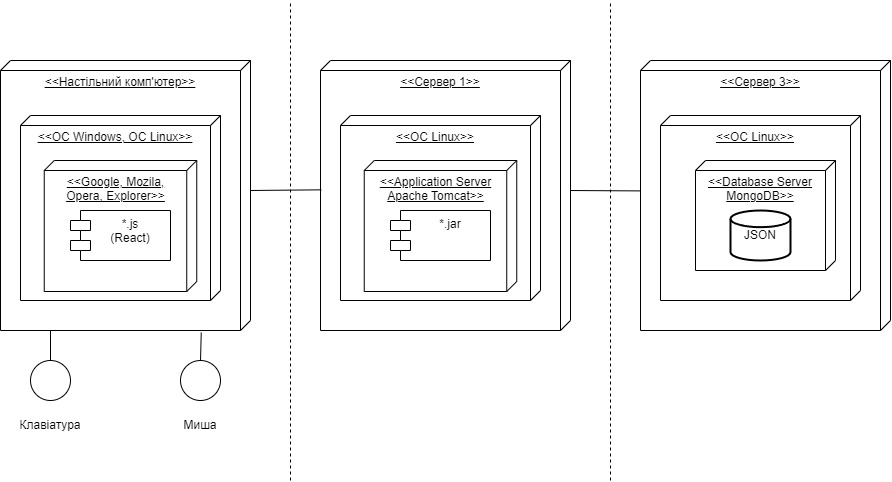 <<Настільний комп'ютер>>
<<ОС Windows, ОС Linux>>
<<Google, Mozila,
Opera, Explorer>>
*.js
(React)
Клавіатура
Миша
<<Сервер 1>>
<<ОС Linux>>
<<Application Server
Apache Tomcat>>
*.jar
<<Сервер 3>>
<<ОС Linux>>
<<Database Server
MongoDB>>
JSON